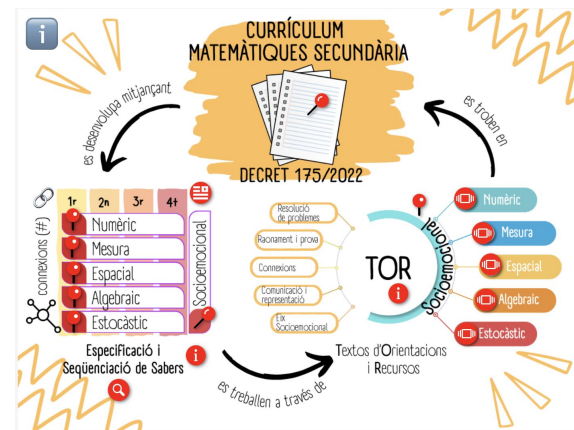 CURRÍCULUM
MATEMÀTIQUES SECUNDÀRIA
DECRET 175/2022
es desenvolupa mitjançant
es troben en
1r 2n 3r 4t
connexions (#)
Numèric
Mesura
Espacial
Algebraic
Estocàstic
Socioemocional
Especificació i
Seqüenciació de Sabers
es treballen a través de
Resolució
de problemes
Raonament i prova
Connexions
Comunicació i
representació
Eix
Socioemocional
TOR
Socioemocional
Numèric
Mesura
Espacial
Algebraic
Estocàstic
Textos d'Orientacions
i Recursos